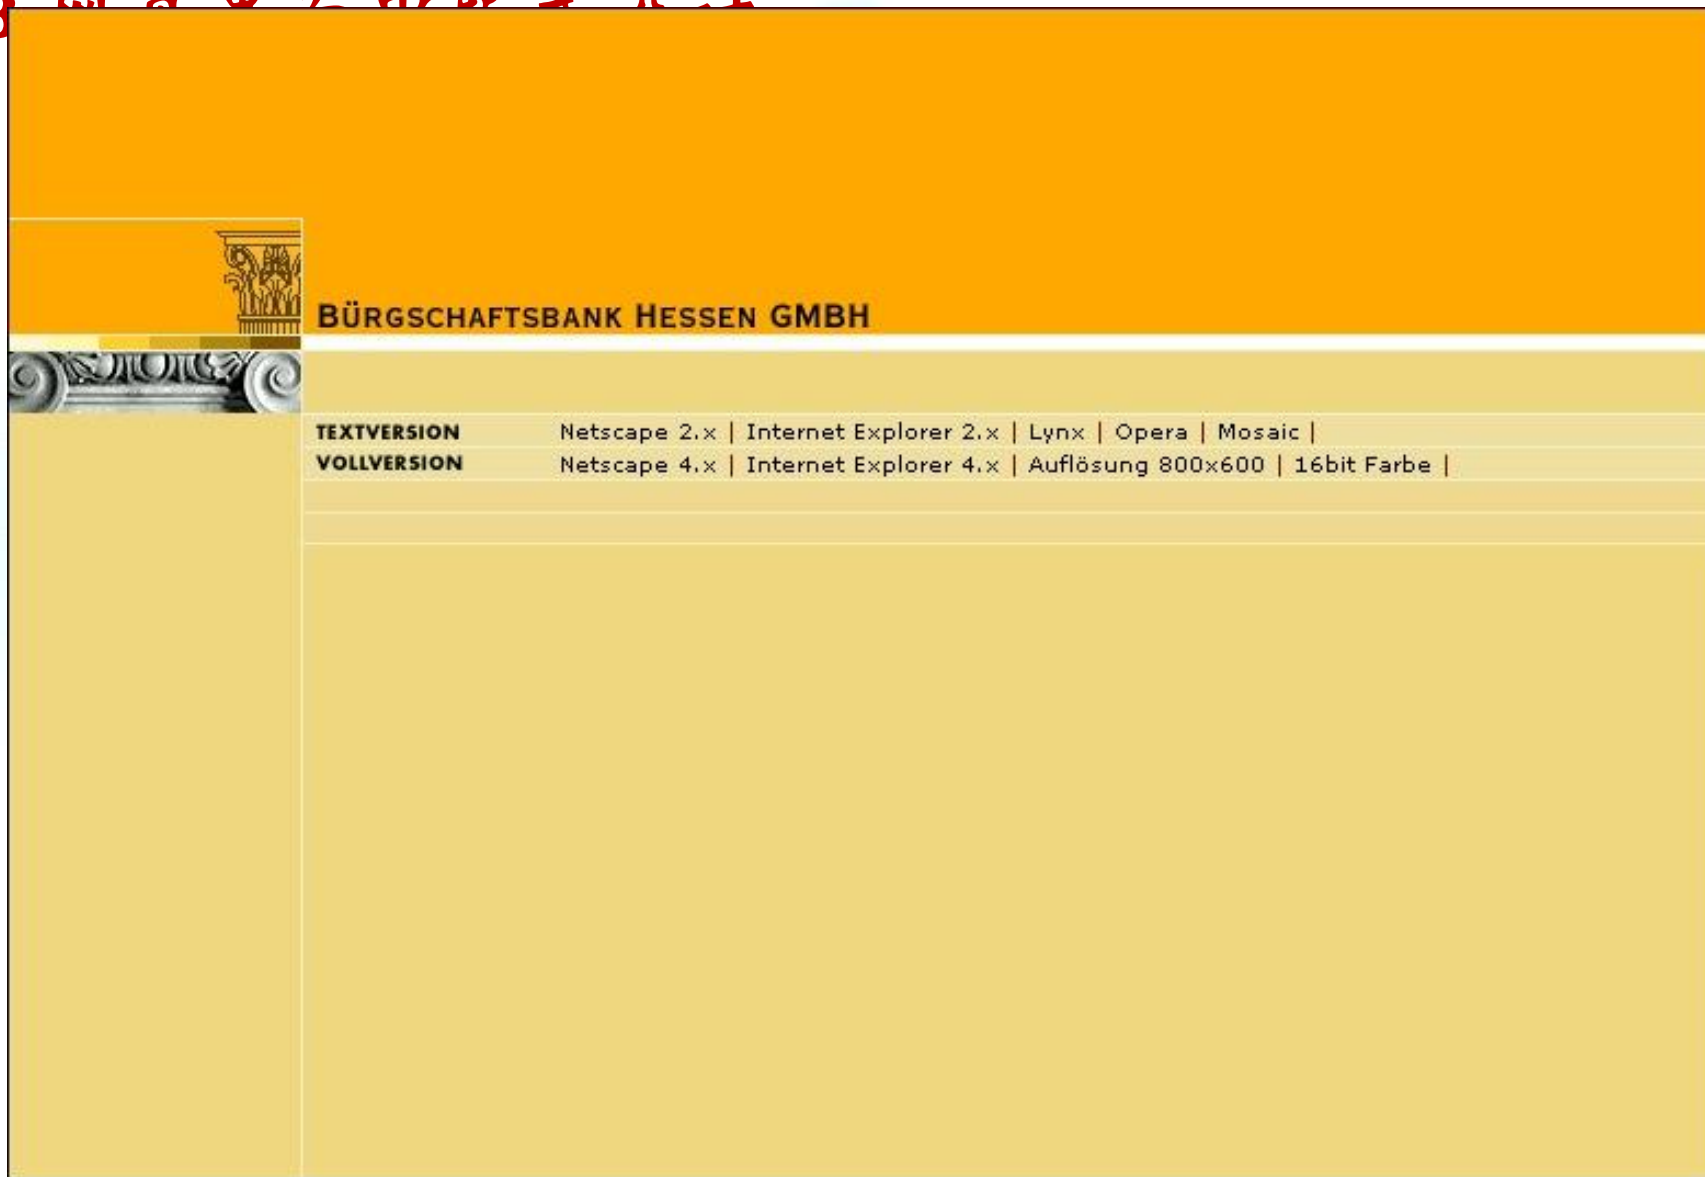 BÜRGSCHAFTSBANK HESSEN GMBH
TEXTVERSION Netscape 2.x | Internet Explorer 2.x | Lynx | Opera | Mosaic |
VOLLVERSION Netscape 4.x | Internet Explorer 4.x | Auflösung 800x600 | 16bit Farbe |